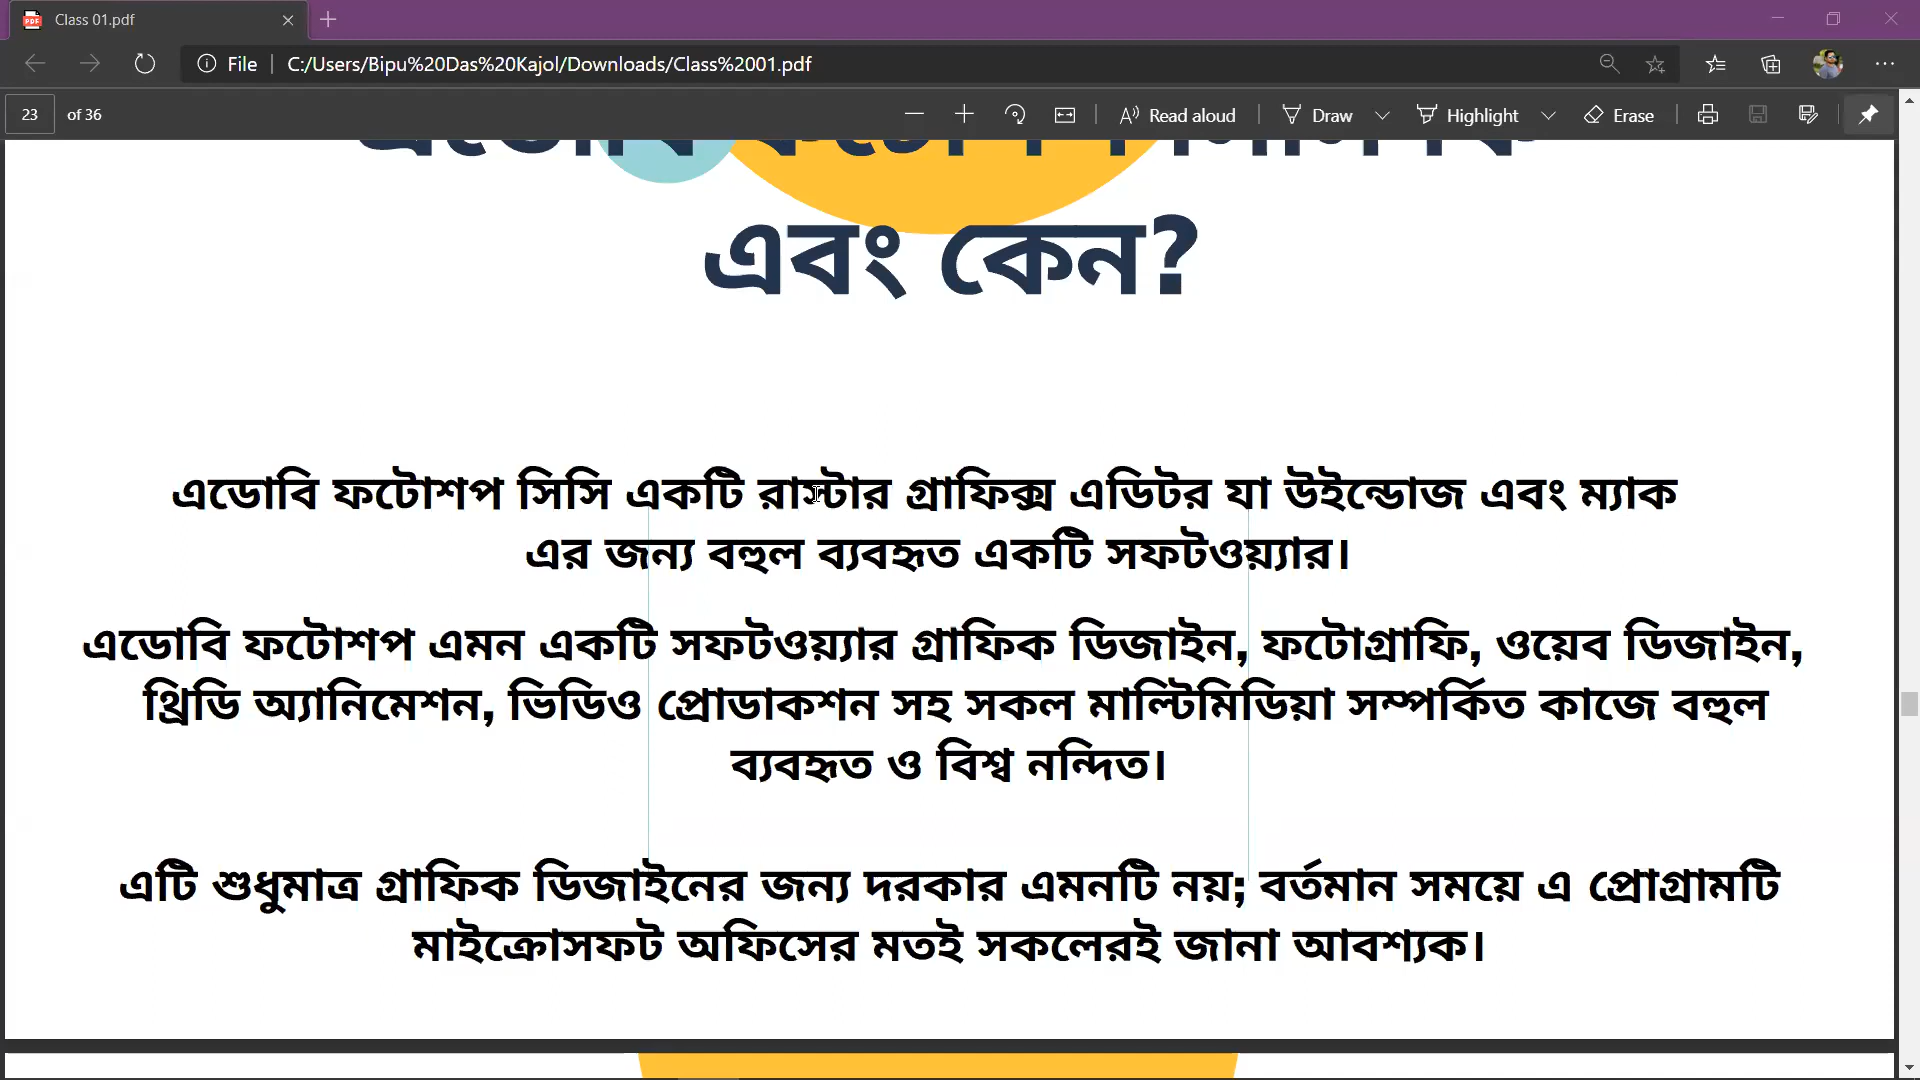 Class 01.pdf
File
C:/Users/Bipu%20Das%20Kajol/Downloads/Class%2001.pdf
23 of 36
Read aloud
Draw
Highlight
Erase
এবং কেন?
এডোবি ফটোশপ সিসি একটি রাস্টার গ্রাফিক্স এডিটর যা উইন্ডোজ এবং ম্যাক
এর জন্য বহুল ব্যবহৃত একটি সফটওয়্যার।
এডোবি ফটোশপ এমন একটি সফটওয়্যার গ্রাফিক ডিজাইন, ফটোগ্রাফি, ওয়েব ডিজাইন,
থ্রিডি অ্যানিমেশন, ভিডিও প্রোডাকশন সহ সকল মাল্টিমিডিয়া সম্পর্কিত কাজে বহুল
ব্যবহৃত ও বিশ্ব নন্দিত।
এটি শুধুমাত্র গ্রাফিক ডিজাইনের জন্য দরকার এমনটি নয়; বর্তমান সময়ে এ প্রোগ্রামটি
মাইক্রোসফট অফিসের মতই সকলেরই জানা আবশ্যক।